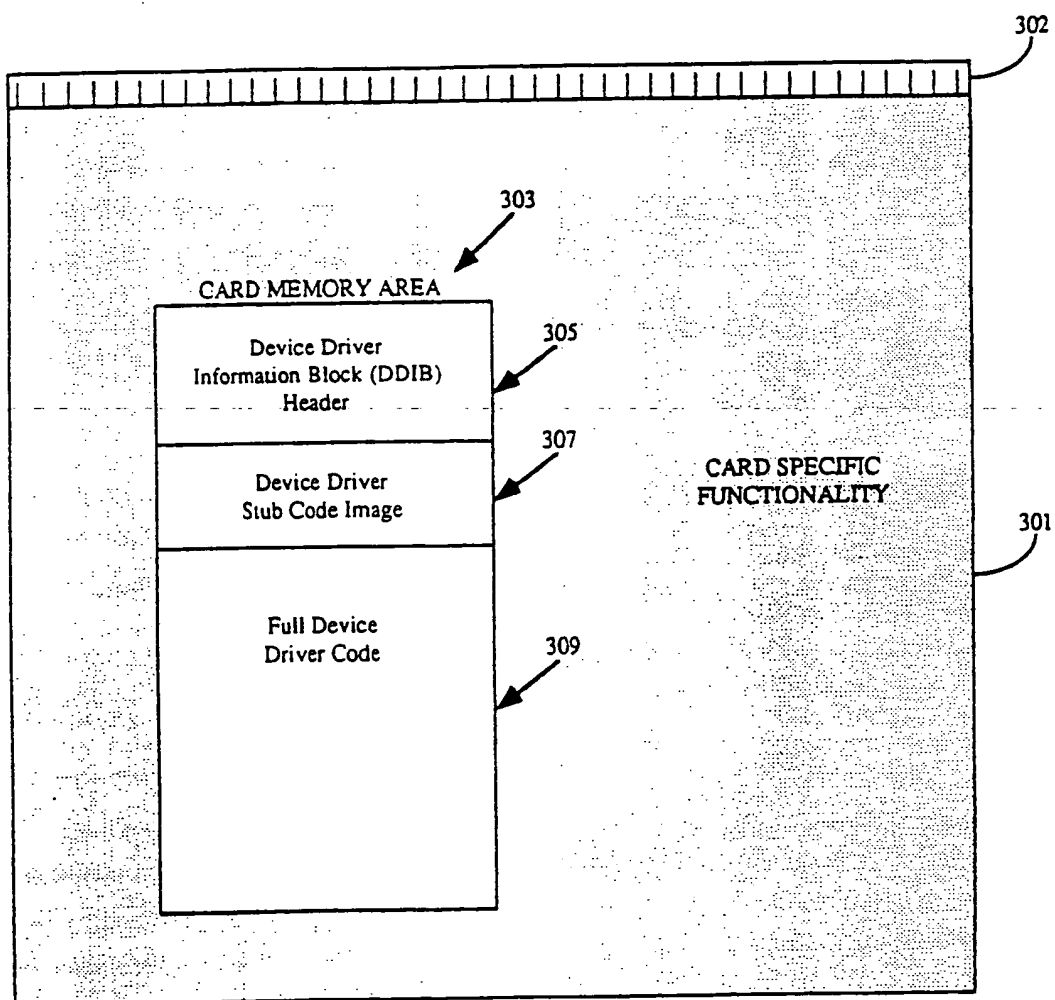 302
303
CARD MEMORY AREA
305
Device Driver
Information Block (DDIB)
Header
307
Device Driver
Stub Code Image
CARD SPECIFIC
FUNCTIONALITY
301
Full Device
Driver Code
309